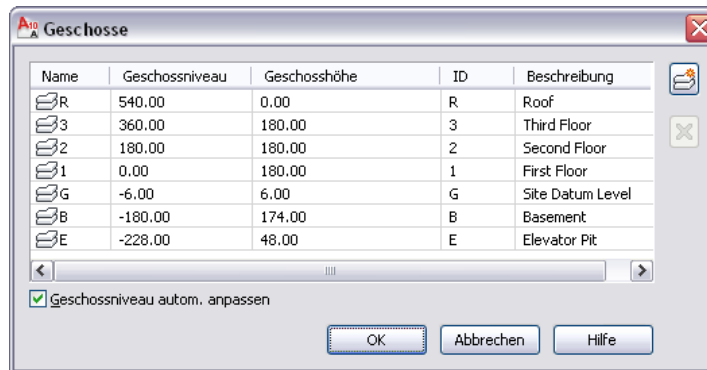 A10 A Geschosse
Name Geschossniveau Geschosshöhe ID Beschreibung
R 540.00 0.00 R Roof
3 360.00 180.00 3 Third Floor
2 180.00 180.00 2 Second Floor
1 0.00 180.00 1 First Floor
G -6.00 6.00 G Site Datum Level
B -180.00 174.00 B Basement
E -228.00 48.00 E Elevator Pit
Geschossniveau autom. anpassen
OK Abbrechen Hilfe